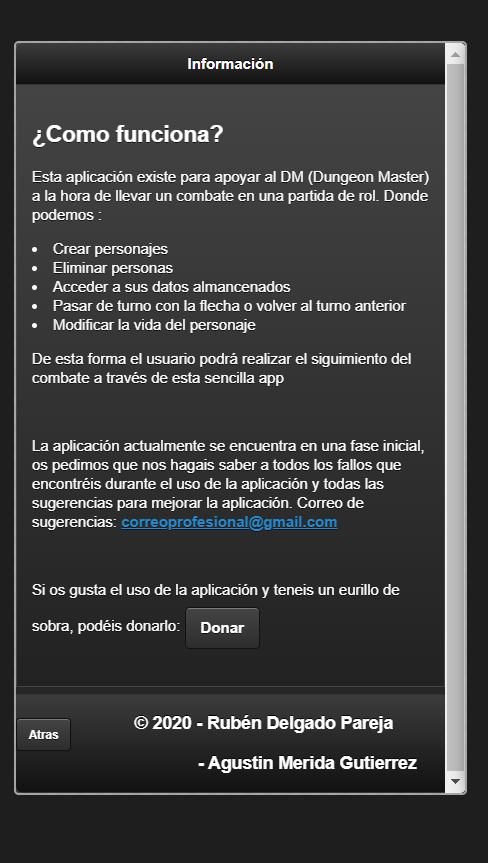 Información
¿Como funciona?
Esta aplicación existe para apoyar al DM (Dungeon Master)
a la hora de llevar un combate en una partida de rol. Donde
podemos :
• Crear personajes
• Eliminar personas
• Acceder a sus datos almancenados
• Pasar de turno con la flecha o volver al turno anterior
• Modificar la vida del personaje
De esta forma el usuario podrá realizar el siguimiento del
combate a través de esta sencilla app
La aplicación actualmente se encuentra en una fase inicial,
os pedimos que nos hagais saber a todos los fallos que
encontréis durante el uso de la aplicación y todas las
sugerencias para mejorar la aplicación. Correo de
sugerencias: correoprofesional@gmail.com
Si os gusta el uso de la aplicación y teneis un eurillo de
sobra, podéis donarlo: Donar
Atras
© 2020 - Rubén Delgado Pareja
- Agustin Merida Gutierrez